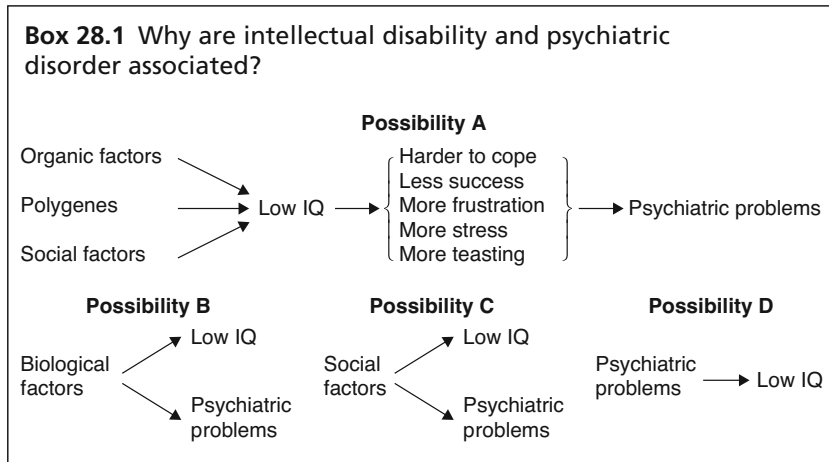 Box 28.1 Why are intellectual disability and psychiatric
disorder associated?
Possibility A
Organic factors
Polygenes
Social factors
Low IQ
Harder to cope
Less success
More frustration
More stress
More teasting
Psychiatric problems
Possibility B
Biological
factors
Low IQ
Psychiatric
problems
Possibility C
Social
factors
Low IQ
Psychiatric
problems
Possibility D
Psychiatric
problems
Low IQ